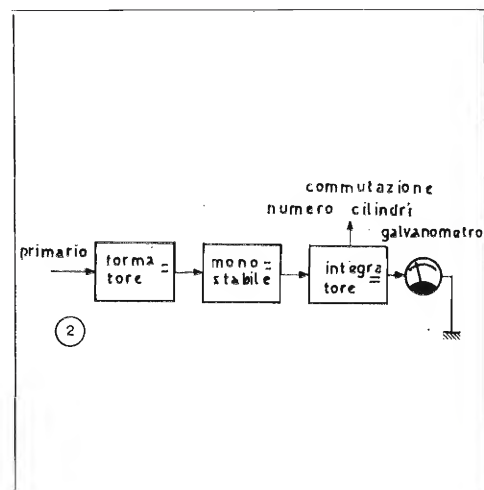 commutazione
numero cilindri
galvanometro
primario
forma=
tore
mono=
stabile
integra=
tore
2